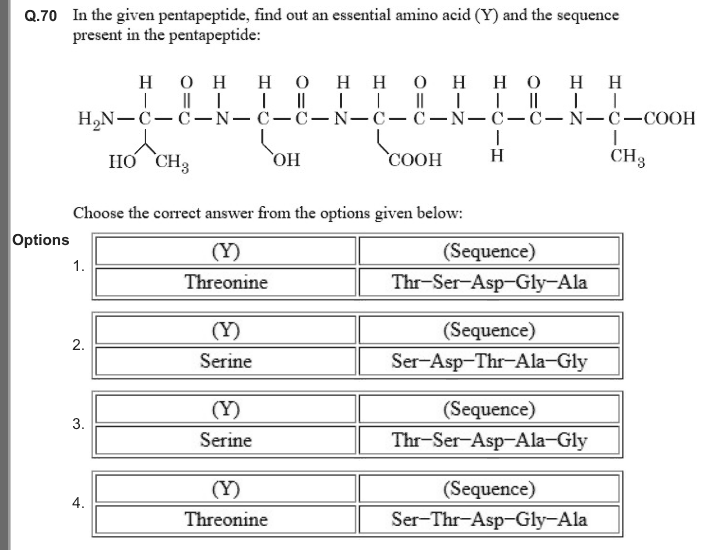 Q.70 In the given pentapeptide, find out an essential amino acid (Y) and the sequence
present in the pentapeptide:
H O H H O H H O H H O H H
H₂N—C—C—N—C—C—N—C—C—N—C—C—N—C—COOH
HO CH₃ OH COOH H CH₃
Choose the correct answer from the options given below:
Options
1.
(Y) (Sequence)
Threonine Thr–Ser–Asp–Gly–Ala
2.
(Y) (Sequence)
Serine Ser–Asp–Thr–Ala–Gly
3.
(Y) (Sequence)
Serine Thr–Ser–Asp–Ala–Gly
4.
(Y) (Sequence)
Threonine Ser–Thr–Asp–Gly–Ala